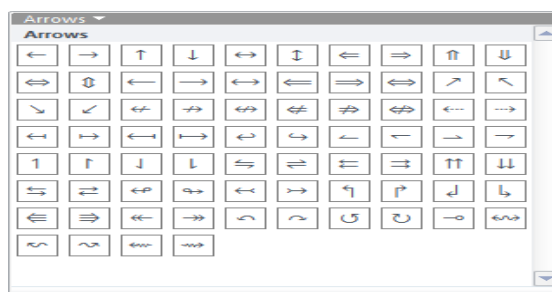 Arrows
Arrows
← → ↑ ↓ ↔ ↕ ⇐ ⇒ ⇑ ⇓
⇔ ⇕ ⟵ ⟶ ⟷ ⟸ ⟹ ⟺ ↗ ↖
↘ ↙ ↚ ↛ ↮ ⇍ ⇏ ⇎ ⇠ ⇢
↤ ↦ ⟻ ⟼ ↩ ↪ ↼ ↽ ⇀ ⇁
↿ ↾ ⇃ ⇂ ⇋ ⇌ ⇇ ⇉ ⇈ ⇊
⇆ ⇄ ↫ ↬ ↢ ↣ ↰ ↱ ↲ ↳
⇚ ⇛ ↞ ↠ ↶ ↷ ↺ ↻ ⊸ ↭
↜ ↝ ⇜ ⇝